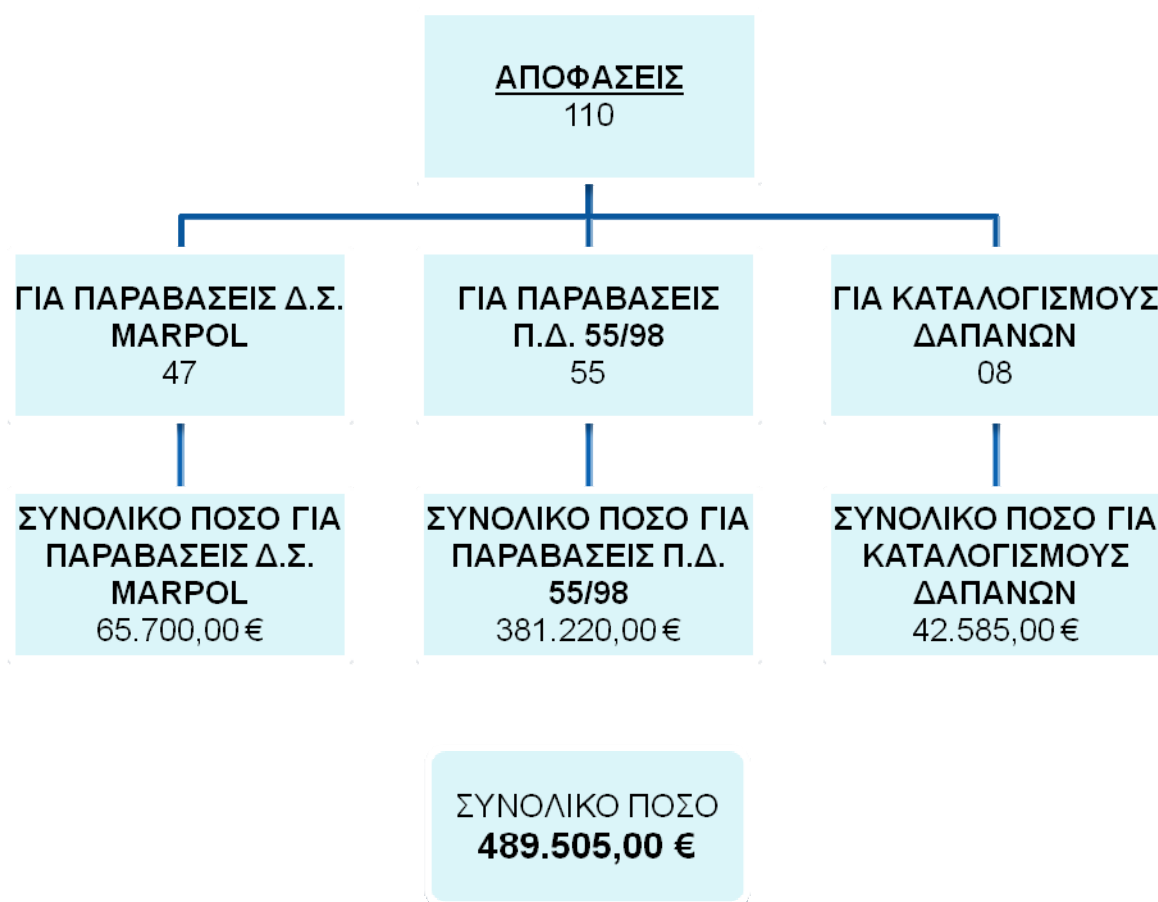 ΑΠΟΦΑΣΕΙΣ
110
ΓΙΑ ΠΑΡΑΒΑΣΕΙΣ Δ.Σ.
MARPOL
47
ΓΙΑ ΠΑΡΑΒΑΣΕΙΣ
Π.Δ. 55/98
55
ΓΙΑ ΚΑΤΑΛΟΓΙΣΜΟΥΣ
ΔΑΠΑΝΩΝ
08
ΣΥΝΟΛΙΚΟ ΠΟΣΟ ΓΙΑ
ΠΑΡΑΒΑΣΕΙΣ Δ.Σ.
MARPOL
65.700,00 €
ΣΥΝΟΛΙΚΟ ΠΟΣΟ ΓΙΑ
ΠΑΡΑΒΑΣΕΙΣ Π.Δ.
55/98
381.220,00 €
ΣΥΝΟΛΙΚΟ ΠΟΣΟ ΓΙΑ
ΚΑΤΑΛΟΓΙΣΜΟΥΣ
ΔΑΠΑΝΩΝ
42.585,00 €
ΣΥΝΟΛΙΚΟ ΠΟΣΟ
489.505,00 €